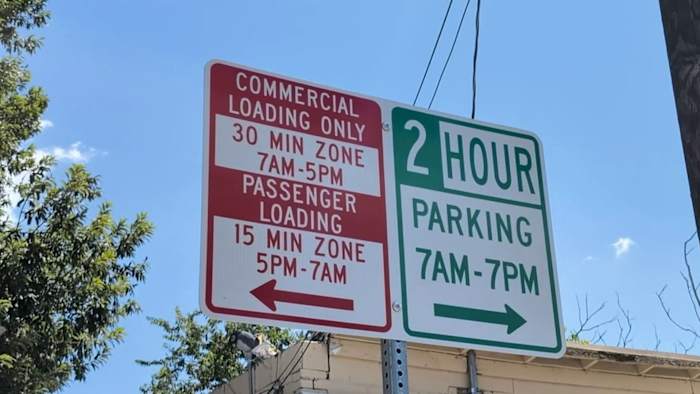 COMMERCIAL
LOADING ONLY
30 MIN ZONE
7AM-5PM
PASSENGER
LOADING
15 MIN ZONE
5PM-7AM
2 HOUR
PARKING
7AM-7PM